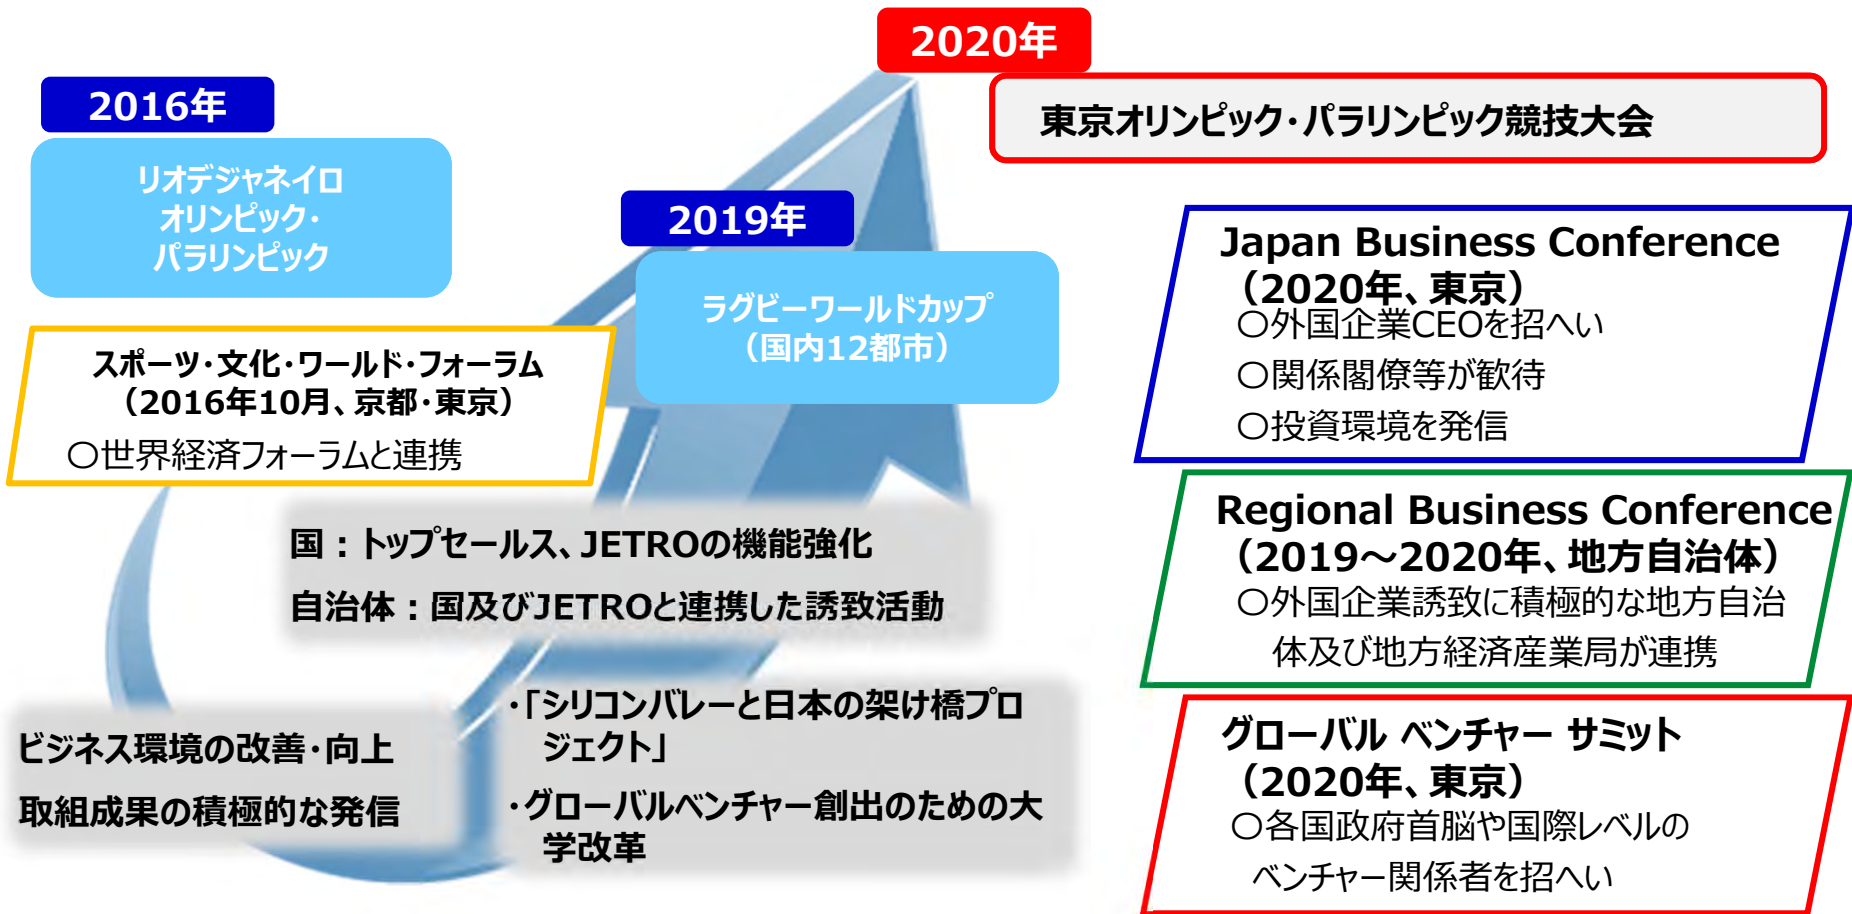 2020年
東京オリンピック・パラリンピック競技大会
2016年
リオデジャネイロ
オリンピック・
パラリンピック
2019年
ラグビーワールドカップ
（国内12都市）
スポーツ・文化・ワールド・フォーラム
（2016年10月、京都・東京）
○世界経済フォーラムと連携
国：トップセールス、JETROの機能強化
自治体：国及びJETROと連携した誘致活動
ビジネス環境の改善・向上
取組成果の積極的な発信
・「シリコンバレーと日本の架け橋プロ
ジェクト」
・グローバルベンチャー創出のための大
学改革
Japan Business Conference
（2020年、東京）
○外国企業CEOを招へい
○関係閣僚等が歓待
○投資環境を発信
Regional Business Conference
（2019～2020年、地方自治体）
○外国企業誘致に積極的な地方自治
体及び地方経済産業局が連携
グローバル ベンチャー サミット
（2020年、東京）
○各国政府首脳や国際レベルの
ベンチャー関係者を招へい